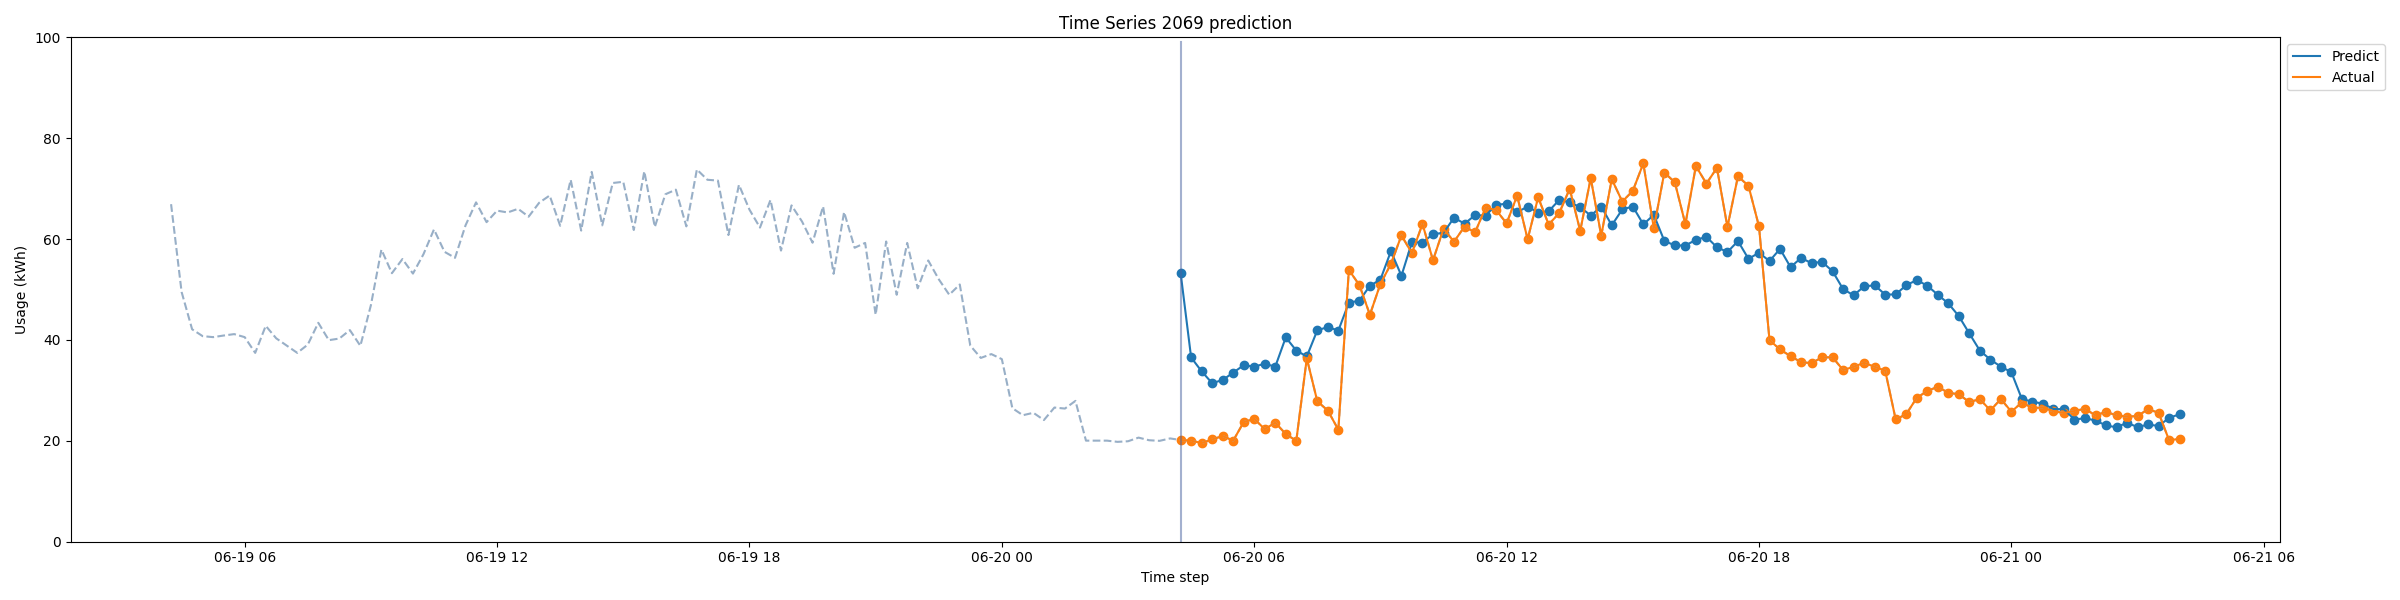 Time Series 2069 prediction
100
80
60
40
20
0
Usage (kWh)
Predict
Actual
06-19 06 06-19 12 06-19 18 06-20 00 06-20 06 06-20 12 06-20 18 06-21 00 06-21 06
Time step